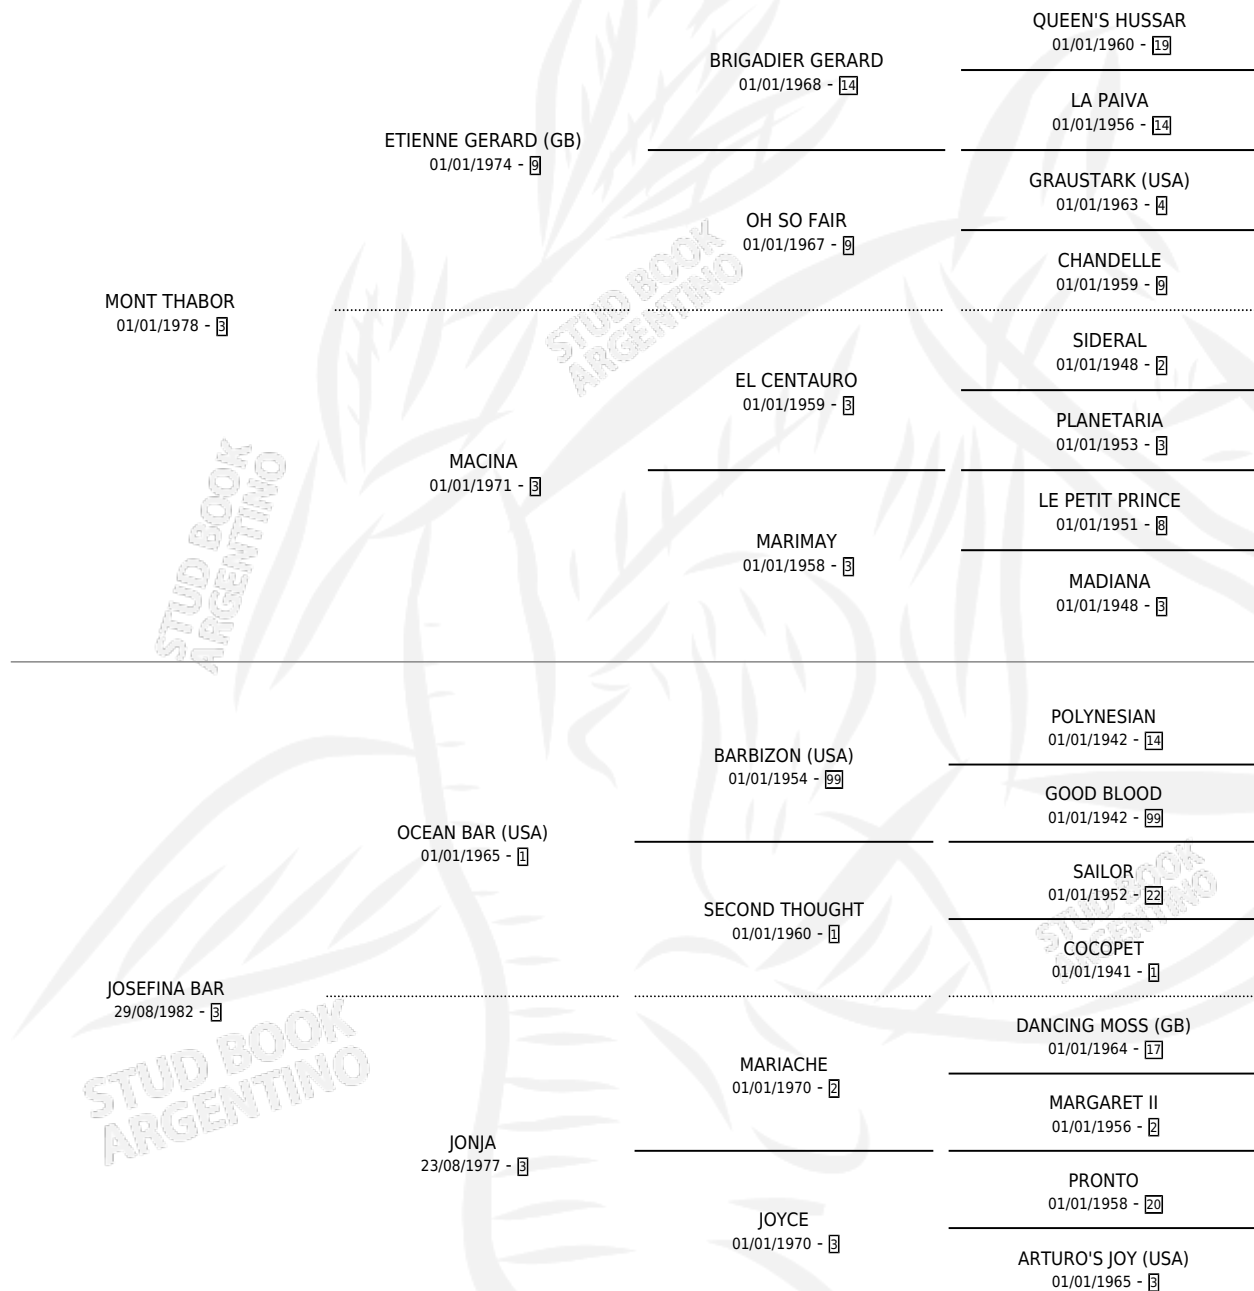 QUEEN'S HUSSAR
01/01/1960 - 19
BRIGADIER GERARD
01/01/1968 - 14
LA PAIVA
01/01/1956 - 14
ETIENNE GERARD (GB)
01/01/1974 - 9
GRAUSTARK (USA)
01/01/1963 - 4
OH SO FAIR
01/01/1967 - 9
CHANDELLE
01/01/1959 - 9
MONT THABOR
01/01/1978 - 3
SIDERAL
01/01/1948 - 2
EL CENTAURO
01/01/1959 - 3
PLANETARIA
01/01/1953 - 3
MACINA
01/01/1971 - 3
LE PETIT PRINCE
01/01/1951 - 8
MARIMAY
01/01/1958 - 3
MADIANA
01/01/1948 - 3
POLYNESIAN
01/01/1942 - 14
BARBIZON (USA)
01/01/1954 - 99
GOOD BLOOD
01/01/1942 - 99
OCEAN BAR (USA)
01/01/1965 - 1
SAILOR
01/01/1952 - 22
SECOND THOUGHT
01/01/1960 - 1
COCOPET
01/01/1941 - 1
JOSEFINA BAR
29/08/1982 - 3
DANCING MOSS (GB)
01/01/1964 - 17
MARIACHE
01/01/1970 - 2
MARGARET II
01/01/1956 - 2
JONJA
23/08/1977 - 3
PRONTO
01/01/1958 - 20
JOYCE
01/01/1970 - 3
ARTURO'S JOY (USA)
01/01/1965 - 3
STUD BOOK
ARGENTINO
STUD BOOK
ARGENTINO
STUD BOOK
ARGENTINO
STUD BOOK
ARGENTINO